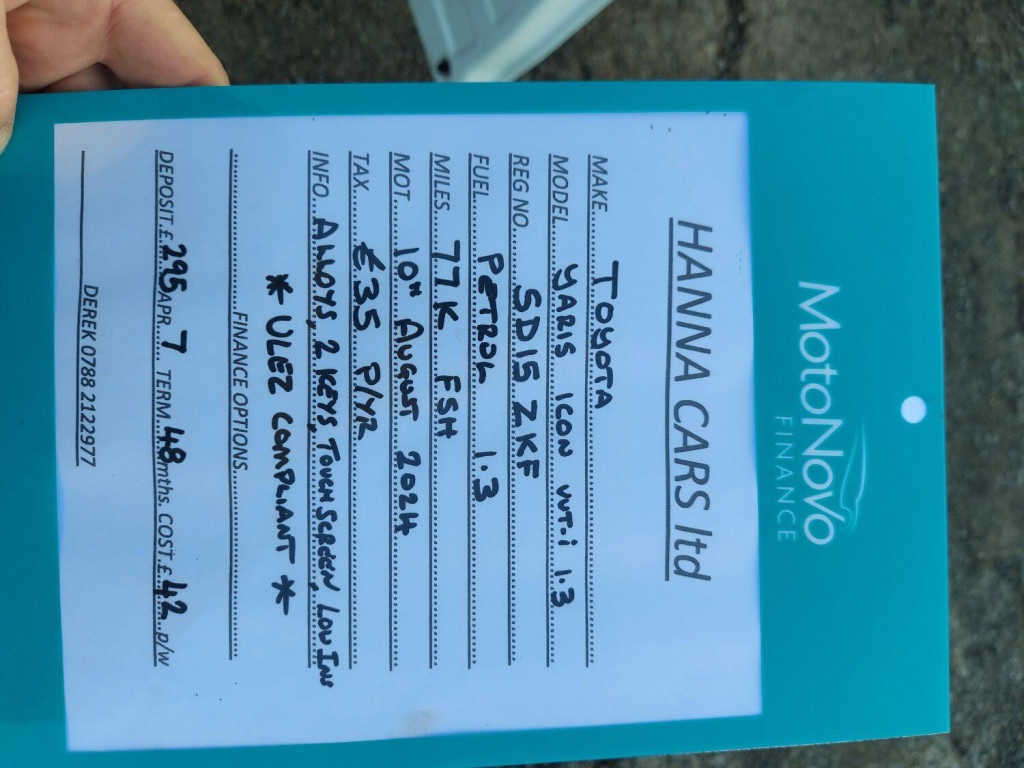 MotoNovo
FINANCE
HANNA CARS ltd
MAKE......TOYOTA
MODEL......YARIS ICON VVT.i 1.3
REG NO......SD15 ZKF
FUEL......PETROL 1.3
MILES......77K FSH
MOT......10TH AUGUST 2024
TAX......£35 P/YR
INFO...ALLOYS, 2 KEYS, TOUCH SCREEN, LOW INS
* ULEZ COMPLIANT *
......FINANCE OPTIONS......
DEPOSIT.£295 APR..7 TERM.48mths. COST.£42..p/w
DEREK 0788 2122977